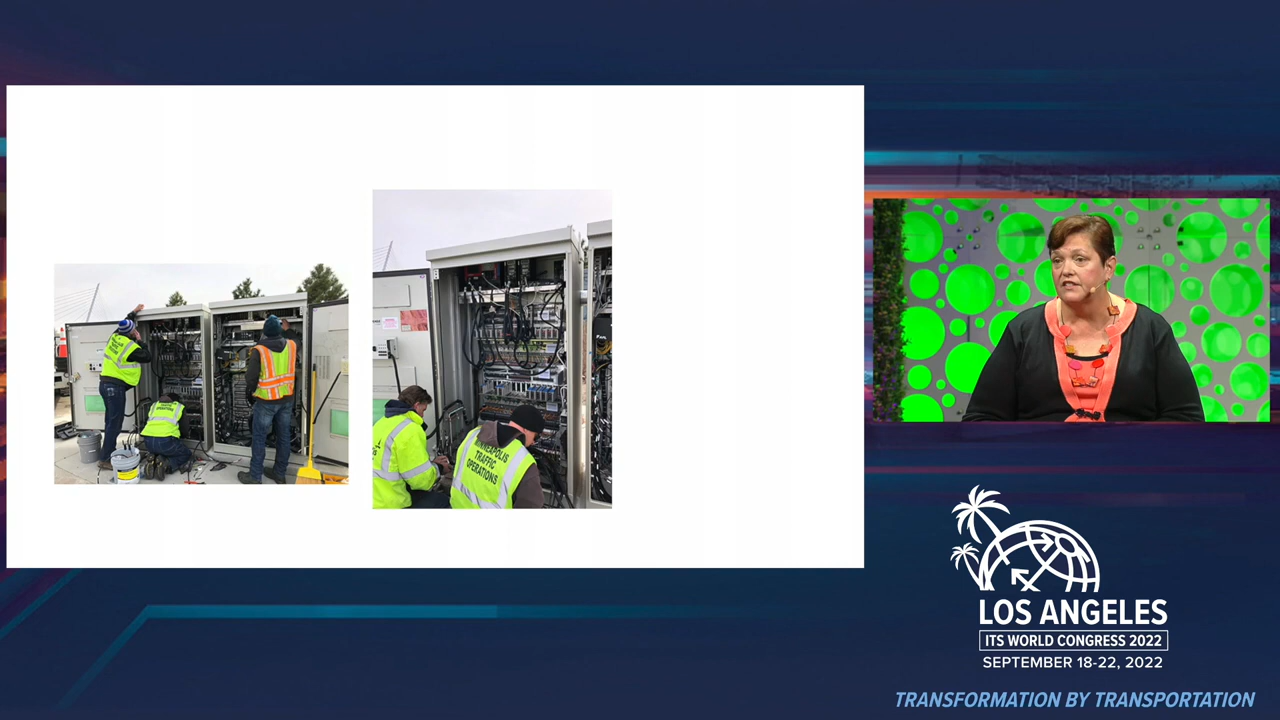 MINNEAPOLIS
TRAFFIC
OPERATIONS
LOS ANGELES
ITS WORLD CONGRESS 2022
SEPTEMBER 18-22, 2022
TRANSFORMATION BY TRANSPORTATION